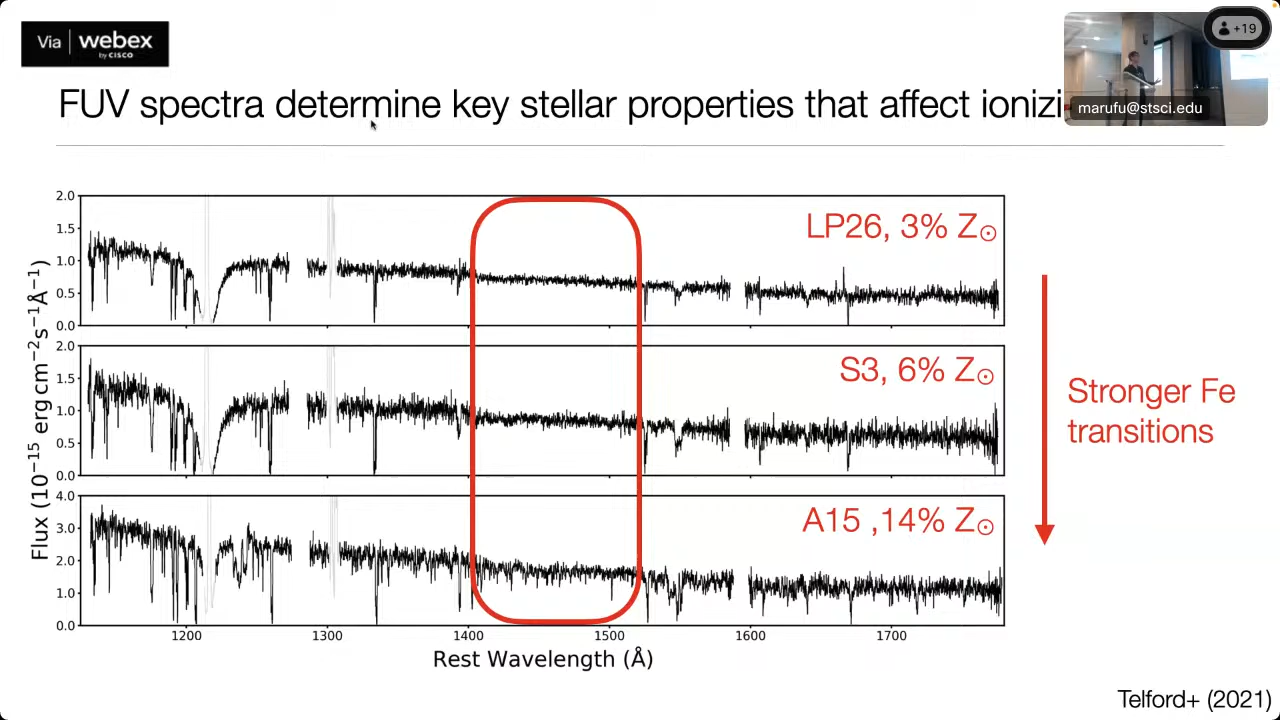 Via webex
by CISCO
+19
marufu@stsci.edu
FUV spectra determine key stellar properties that affect ionizi
2.0
1.5
1.0
0.5
0.0
LP26, 3% Z☉
2.0
1.5
1.0
0.5
0.0
S3, 6% Z☉
4.0
3.0
2.0
1.0
0.0
A15 ,14% Z☉
Flux (10⁻¹⁵ erg cm⁻² s⁻¹ Å⁻¹)
1200 1300 1400 1500 1600 1700
Rest Wavelength (Å)
Stronger Fe
transitions
Telford+ (2021)